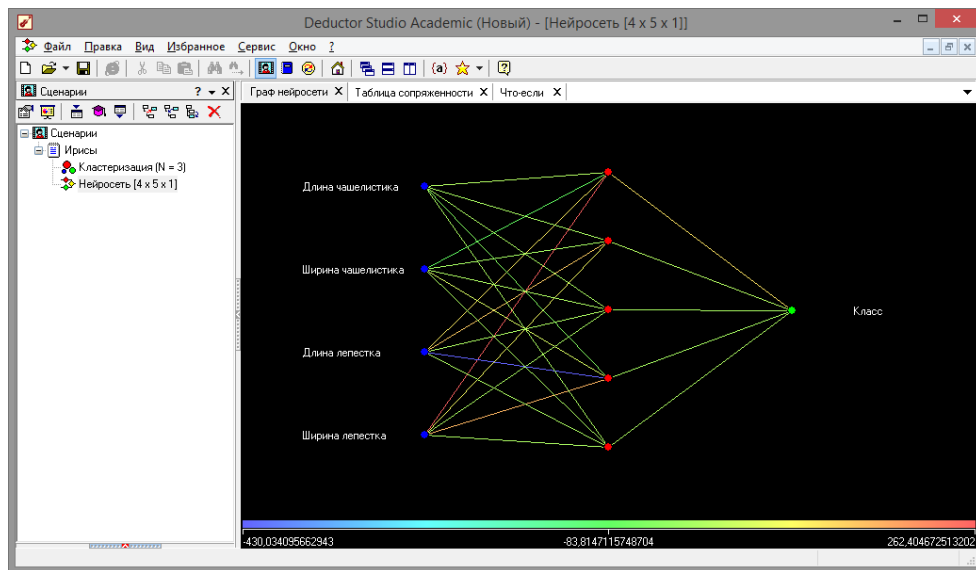 Deductor Studio Academic (Новый) - [Нейросеть [4 x 5 x 1]]
Файл Правка Вид Избранное Сервис Окно ?
Сценарии
Граф нейросети X Таблица сопряженности X Что-если X
Сценарии
Ирисы
Кластеризация (N = 3)
Нейросеть [4 x 5 x 1]
Длина чашелистика
Ширина чашелистика
Длина лепестка
Ширина лепестка
Класс
-430,034095662943 -83,8147115748704 262,404672513202